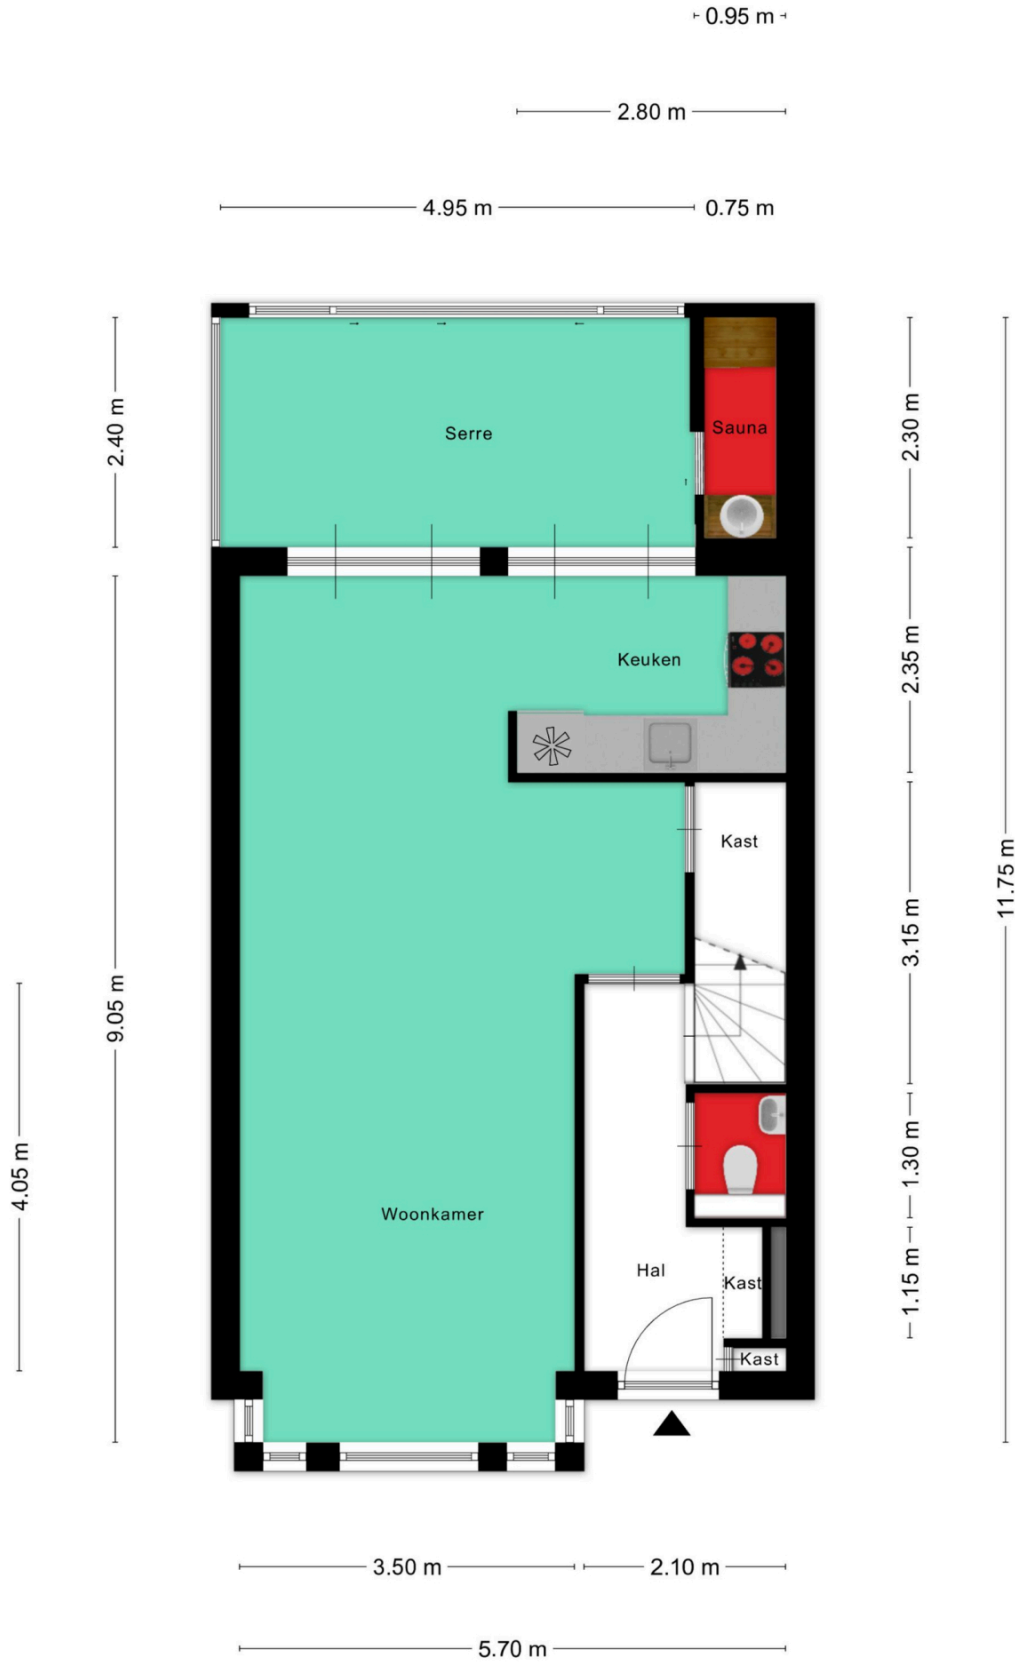 0.95 m
2.80 m
4.95 m
0.75 m
2.40 m
Serre
Sauna
2.30 m
Keuken
2.35 m
Kast
11.75 m
3.15 m
9.05 m
4.05 m
1.30 m
Woonkamer
Hal
Kast
1.15 m
Kast
3.50 m
2.10 m
5.70 m